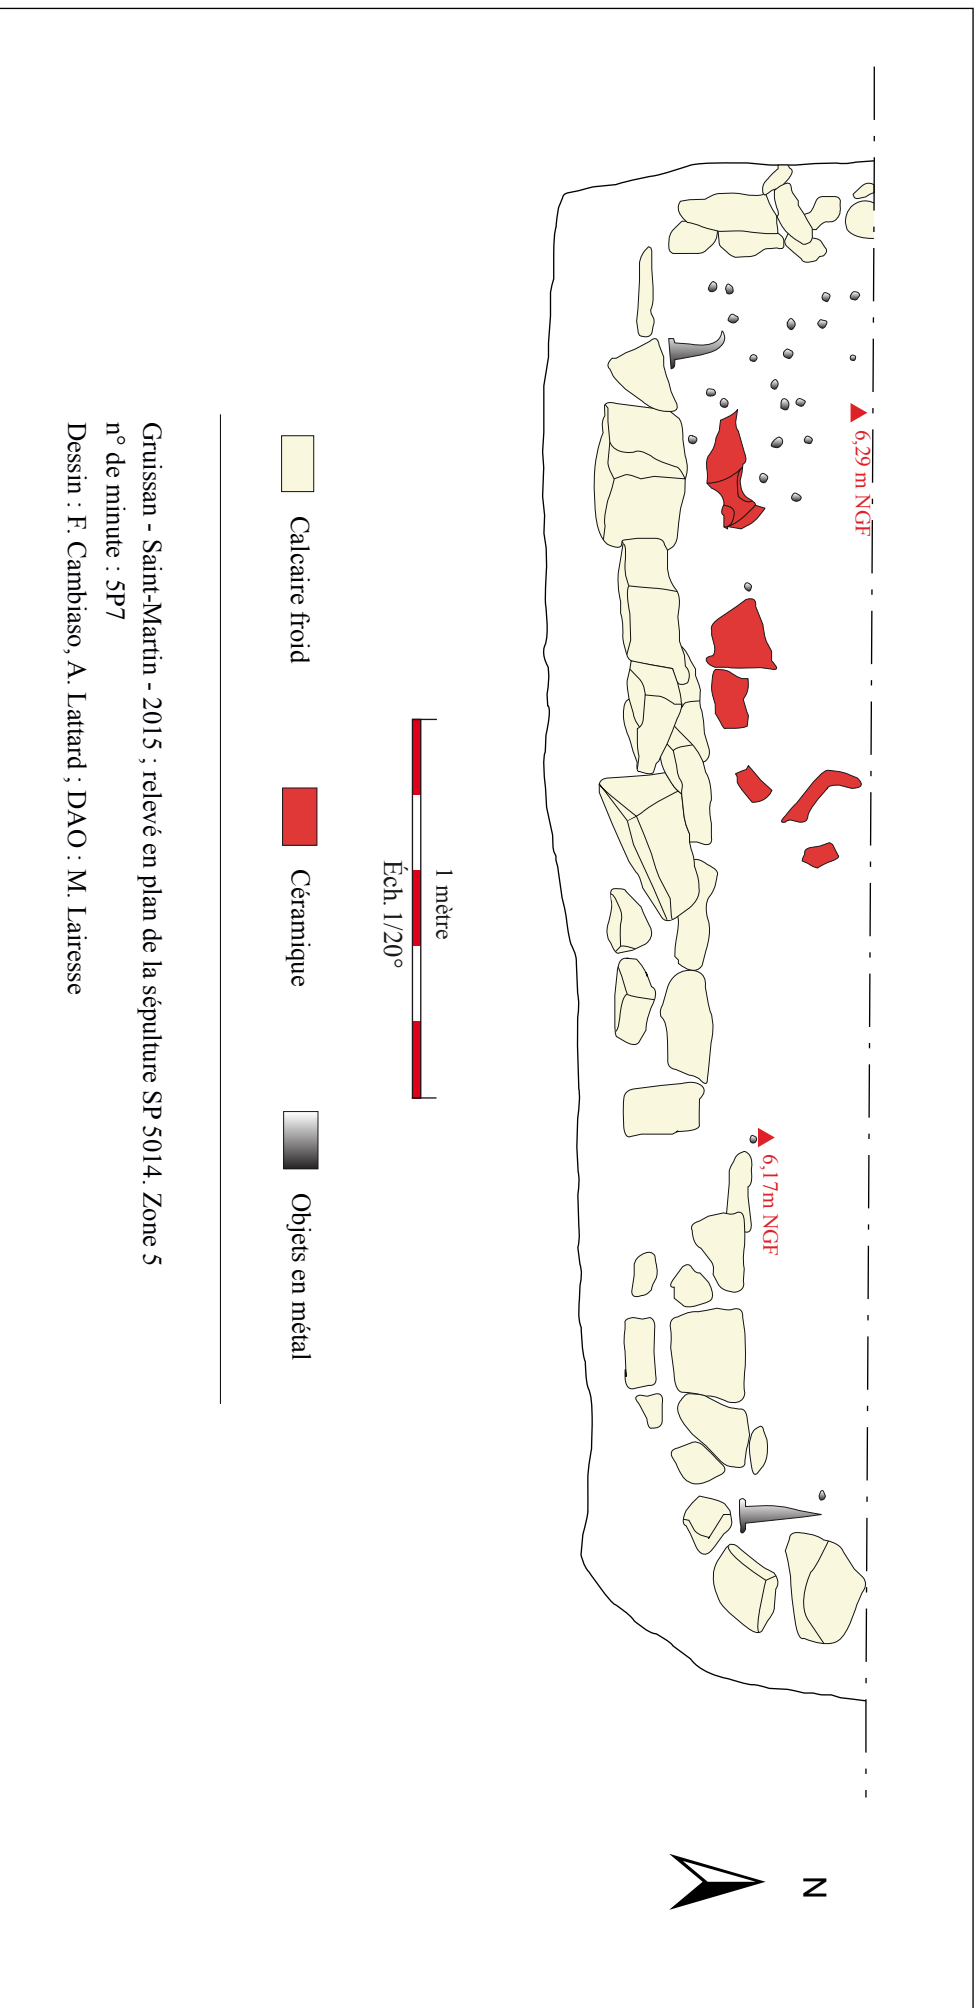 N
6,29 m NGF
6,17m NGF
1 mètre
Éch. 1/20°
Calcaire froid
Céramique
Objets en métal
Gruissan - Saint-Martin - 2015 ; relevé en plan de la sépulture SP 5014. Zone 5
n° de minute : 5P7
Dessin : F. Cambiaso, A. Lattard ; DAO : M. Lairesse